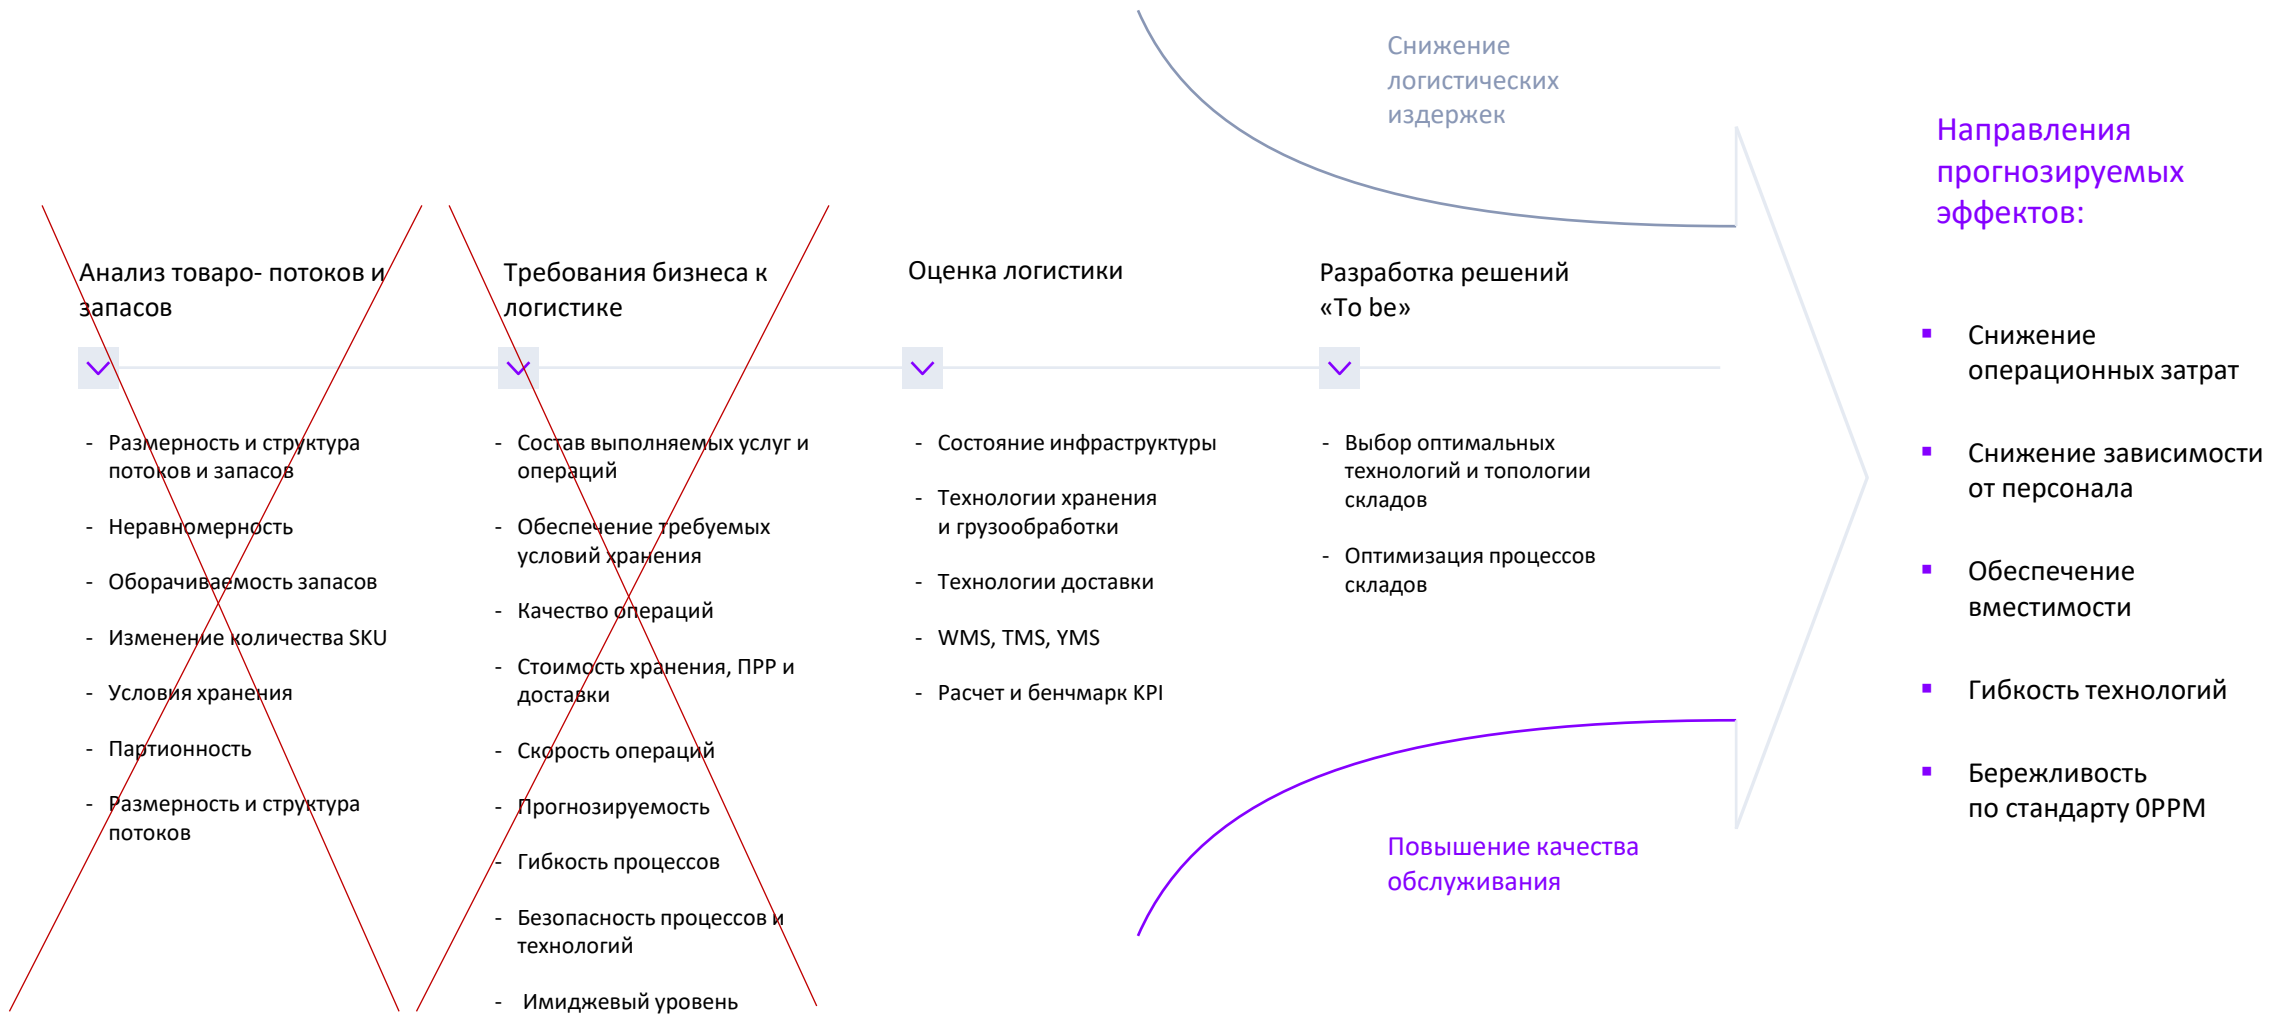 Снижение
логистических
издержек
Направления
прогнозируемых
эффектов:
Анализ товаро- потоков и
запасов
Требования бизнеса к
логистике
Оценка логистики
Разработка решений
«To be»
- Размерность и структура
потоков и запасов
- Неравномерность
- Оборачиваемость запасов
- Изменение количества SKU
- Условия хранения
- Партионность
- Размерность и структура
потоков
- Состав выполняемых услуг и
операций
- Обеспечение требуемых
условий хранения
- Качество операций
- Стоимость хранения, ПРР и
доставки
- Скорость операций
- Прогнозируемость
- Гибкость процессов
- Безопасность процессов и
технологий
- Имиджевый уровень
- Состояние инфраструктуры
- Технологии хранения
и грузообработки
- Технологии доставки
- WMS, TMS, YMS
- Расчет и бенчмарк KPI
- Выбор оптимальных
технологий и топологии
складов
- Оптимизация процессов
складов
Повышение качества
обслуживания
▪ Снижение
операционных затрат
▪ Снижение зависимости
от персонала
▪ Обеспечение
вместимости
▪ Гибкость технологий
▪ Бережливость
по стандарту 0PPM